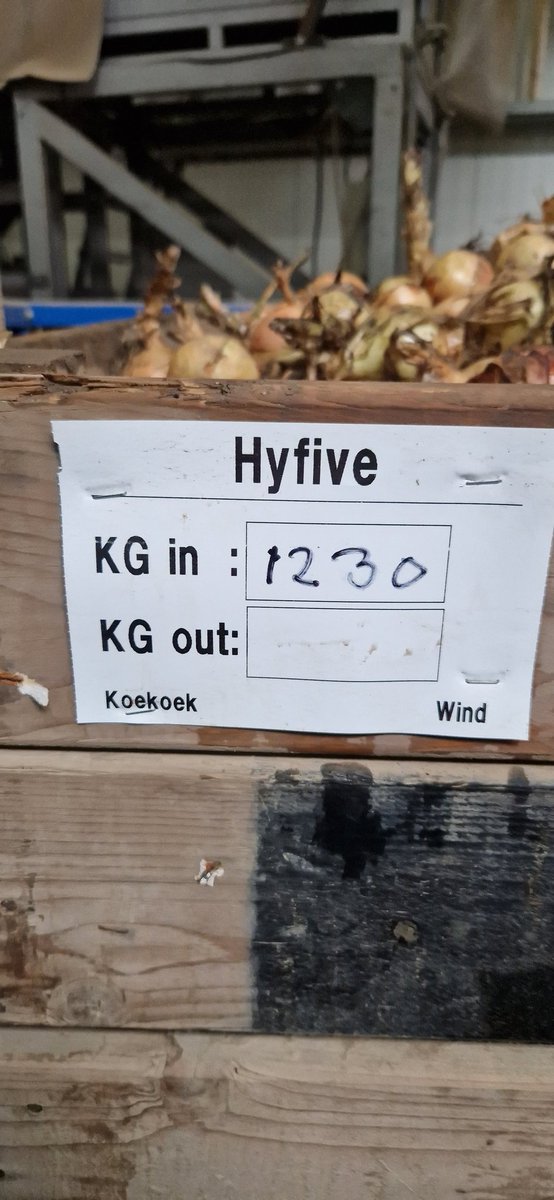 Hyfive
KG in : 1230
KG out:
Koekoek Wind